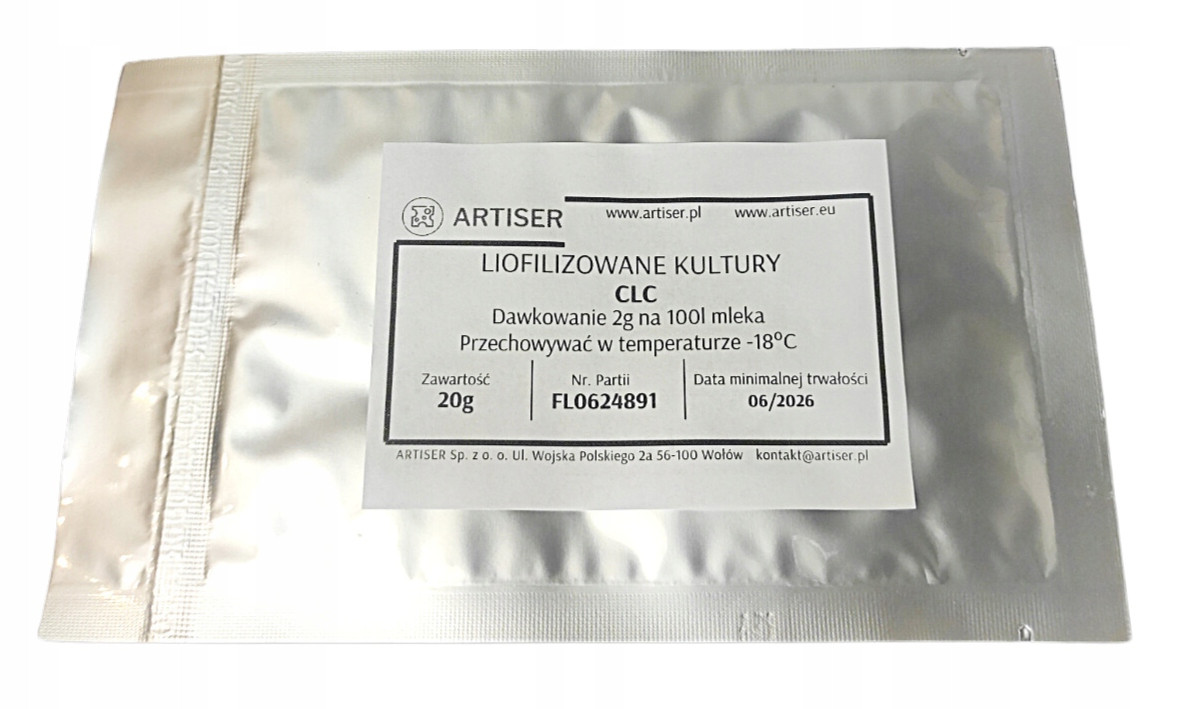 ARTISER www.artiser.pl www.artiser.eu
LIOFILIZOWANE KULTURY
CLC
Dawkowanie 2g na 100l mleka
Przechowywać w temperaturze -18ºC
Zawartość Nr. Partii Data minimalnej trwałości
20g FL0624891 06/2026
ARTISER Sp. z o. o. Ul. Wojska Polskiego 2a 56-100 Wołów kontakt@artiser.pl